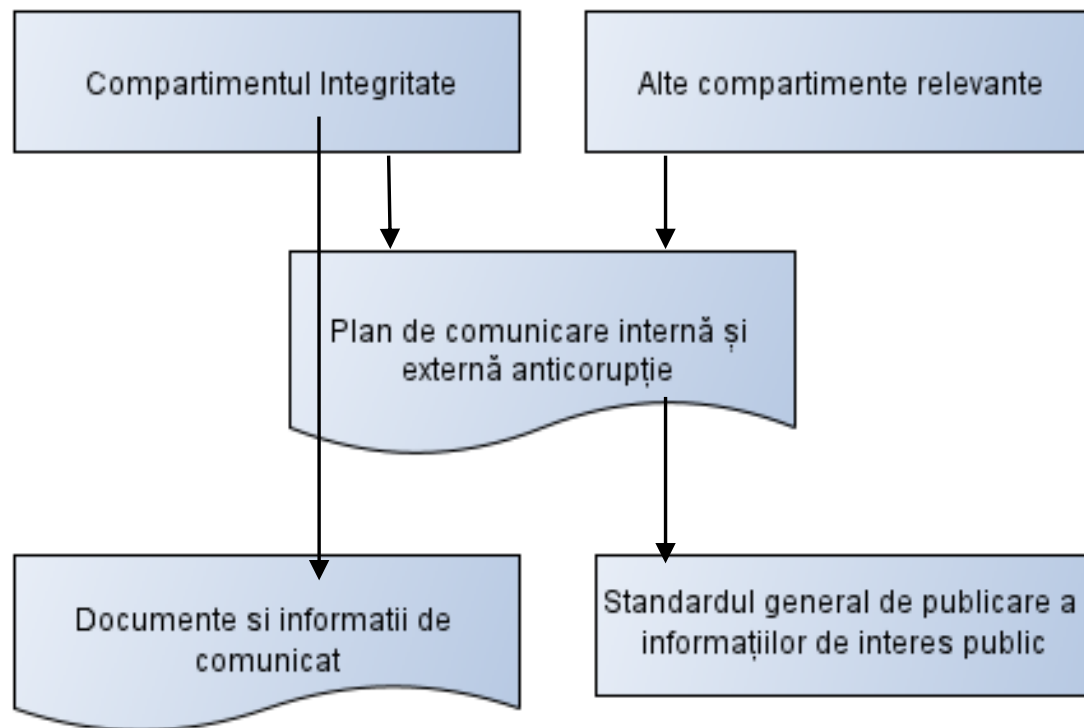 Compartimentul Integritate
Alte compartimente relevante
Plan de comunicare internă și
externă anticorupție
Documente si informatii de
comunicat
Standardul general de publicare a
informațiilor de interes public